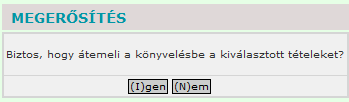 MEGERŐSÍTÉS
Biztos, hogy átemeli a könyvelésbe a kiválasztott tételeket?
(I)gen (N)em